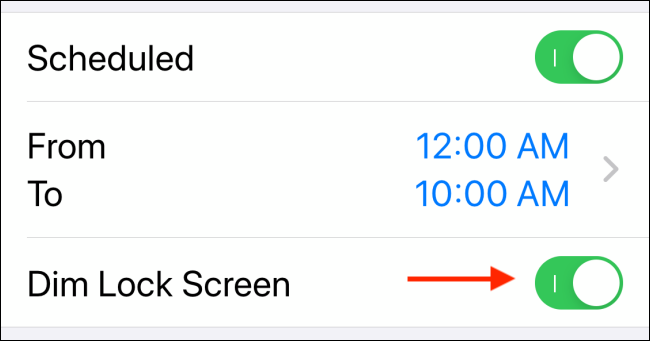 Scheduled
From 12:00 AM
To 10:00 AM
Dim Lock Screen